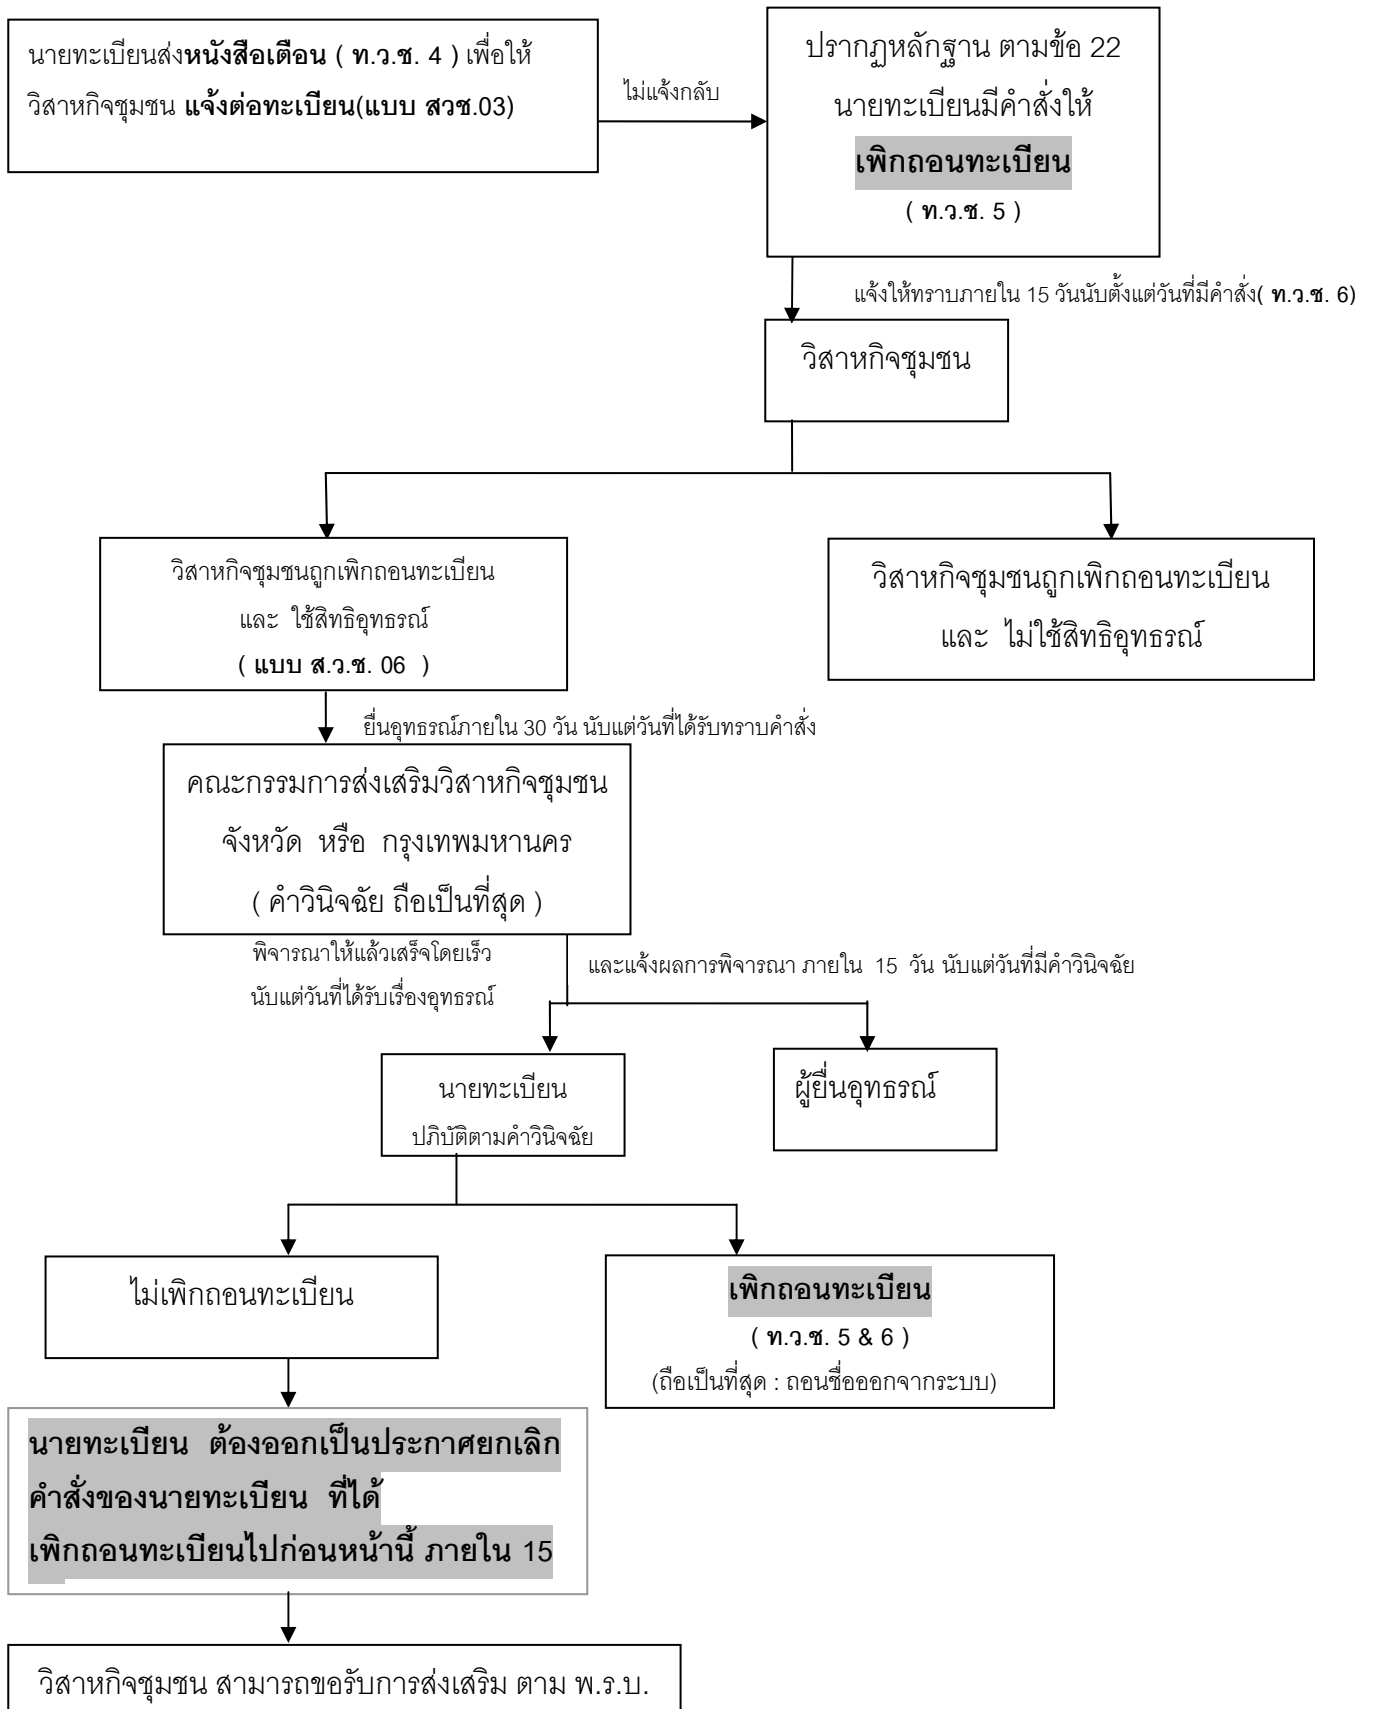 นายทะเบียนส่งหนังสือเตือน ( ท.ว.ช. 4 ) เพื่อให้
วิสาหกิจชุมชน แจ้งต่อทะเบียน(แบบ สวช.03)
ไม่แจ้งกลับ
ปรากฏหลักฐาน ตามข้อ 22
นายทะเบียนมีคำสั่งให้
เพิกถอนทะเบียน
( ท.ว.ช. 5 )
แจ้งให้ทราบภายใน 15 วันนับตั้งแต่วันที่มีคำสั่ง( ท.ว.ช. 6)
วิสาหกิจชุมชน
วิสาหกิจชุมชนถูกเพิกถอนทะเบียน
และ ใช้สิทธิอุทธรณ์
( แบบ ส.ว.ช. 06 )
วิสาหกิจชุมชนถูกเพิกถอนทะเบียน
และ ไม่ใช้สิทธิอุทธรณ์
ยื่นอุทธรณ์ภายใน 30 วัน นับแต่วันที่ได้รับทราบคำสั่ง
คณะกรรมการส่งเสริมวิสาหกิจชุมชน
จังหวัด หรือ กรุงเทพมหานคร
( คำวินิจฉัย ถือเป็นที่สุด )
พิจารณาให้แล้วเสร็จโดยเร็ว
นับแต่วันที่ได้รับเรื่องอุทธรณ์
และแจ้งผลการพิจารณา ภายใน 15 วัน นับแต่วันที่มีคำวินิจฉัย
นายทะเบียน
ปภิบัติตามคำวินิจฉัย
ผู้ยื่นอุทธรณ์
ไม่เพิกถอนทะเบียน
เพิกถอนทะเบียน
( ท.ว.ช. 5 & 6 )
(ถือเป็นที่สุด : ถอนชื่อออกจากระบบ)
นายทะเบียน ต้องออกเป็นประกาศยกเลิก
คำสั่งของนายทะเบียน ที่ได้
เพิกถอนทะเบียนไปก่อนหน้านี้ ภายใน 15
วิสาหกิจชุมชน สามารถขอรับการส่งเสริม ตาม พ.ร.บ.